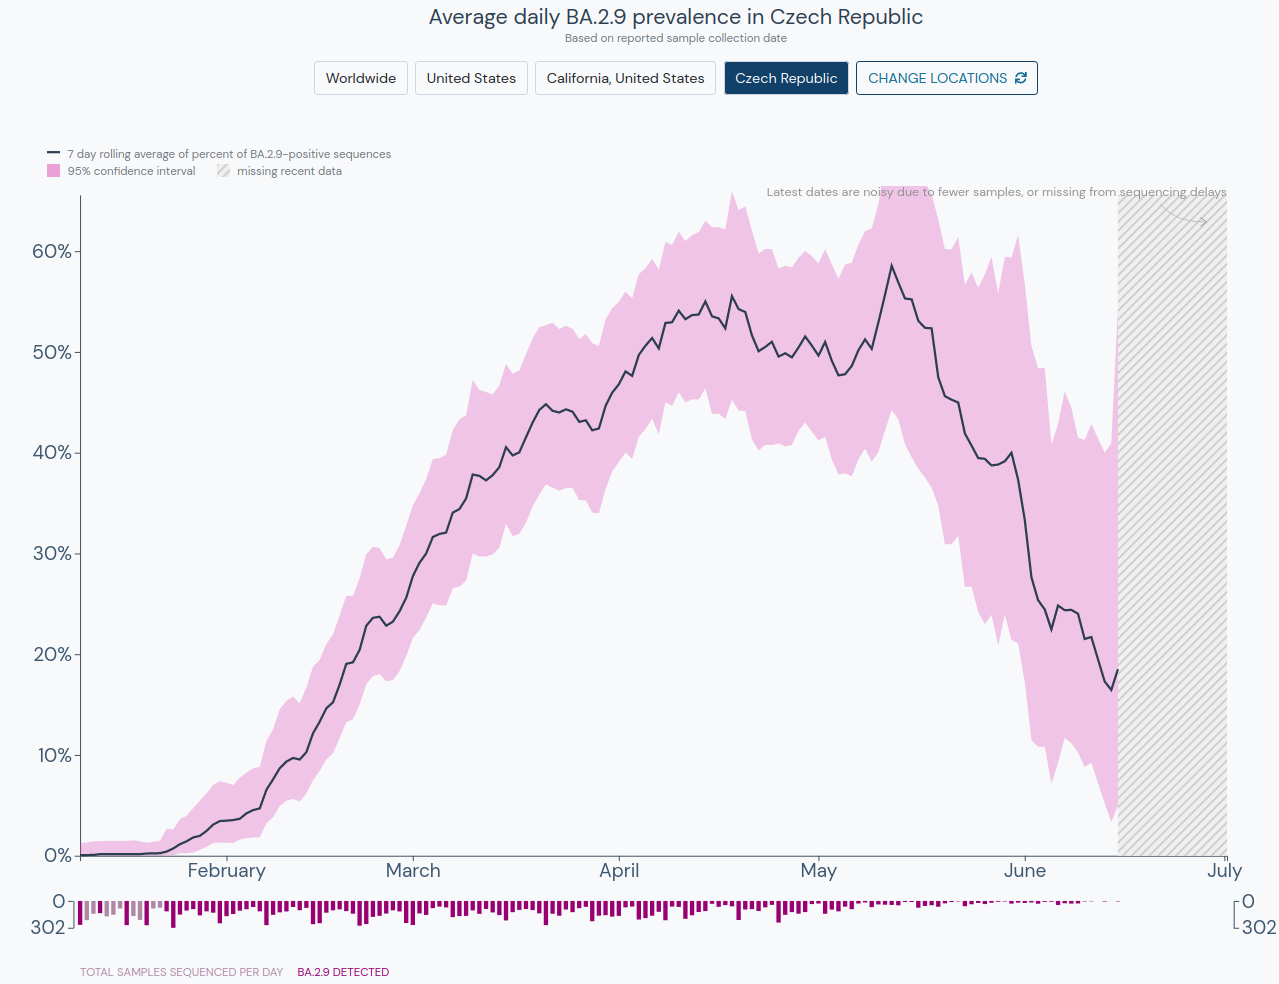 Average daily BA.2.9 prevalence in Czech Republic
Based on reported sample collection date
Worldwide United States California, United States Czech Republic CHANGE LOCATIONS
7 day rolling average of percent of BA.2.9-positive sequences
95% confidence interval missing recent data
Latest dates are noisy due to fewer samples, or missing from sequencing delays
60%
50%
40%
30%
20%
10%
0%
February March April May June July
0 0
302 302
TOTAL SAMPLES SEQUENCED PER DAY BA.2.9 DETECTED